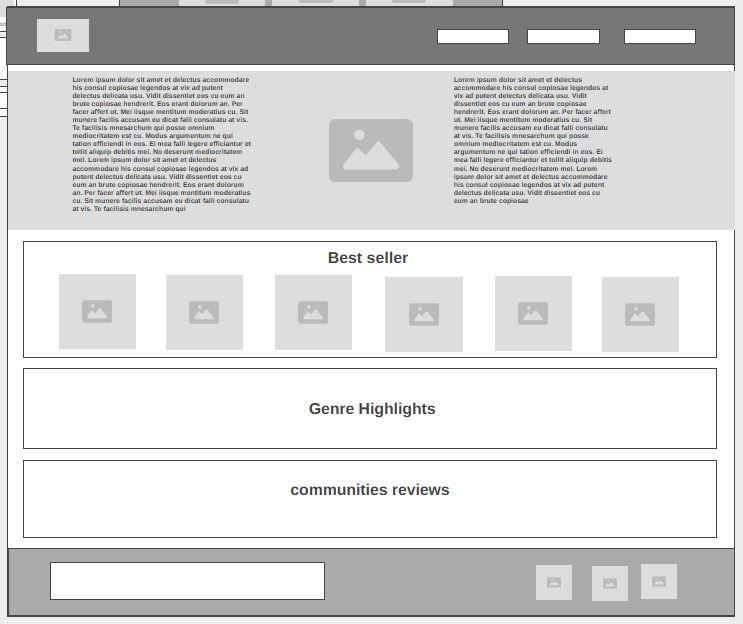 Lorem ipsum dolor sit amet et delectus accommodare
his consul copiosae legendos at vix ad putent
delectus delicata usu. Vidit dissentiet eos cu eum an
brute copiosae hendrerit. Eos erant dolorum an. Per
facer affert ut. Mei iisque mentitum moderatius cu. Sit
munere facilis accusam eu dicat falli consulatu at vis.
Te facilisis mnesarchum qui posse omnium
mediocritatem est cu. Modus argumentum ne qui
tation efficiendi in eos. Ei mea falli legere efficiantur et
tollit aliquip debitis mei. No deserunt mediocritatem
mel. Lorem ipsum dolor sit amet et delectus
accommodare his consul copiosae legendos at vix ad
putent delectus delicata usu. Vidit dissentiet eos cu
eum an brute copiosae hendrerit. Eos erant dolorum
an. Per facer affert ut. Mei iisque mentitum moderatius
cu. Sit munere facilis accusam eu dicat falli consulatu
at vis. Te facilisis mnesarchum qui
Lorem ipsum dolor sit amet et delectus
accommodare his consul copiosae legendos at
vix ad putent delectus delicata usu. Vidit
dissentiet eos cu eum an brute copiosae
hendrerit. Eos erant dolorum an. Per facer affert
ut. Mei iisque mentitum moderatius cu. Sit
munere facilis accusam eu dicat falli consulatu
at vis. Te facilisis mnesarchum qui posse
omnium mediocritatem est cu. Modus
argumentum ne qui tation efficiendi in eos. Ei
mea falli legere efficiantur et tollit aliquip debitis
mei. No deserunt mediocritatem mel. Lorem
ipsum dolor sit amet et delectus accommodare
his consul copiosae legendos at vix ad putent
delectus delicata usu. Vidit dissentiet eos cu
eum an brute copiosae
Best seller
Genre Highlights
communities reviews